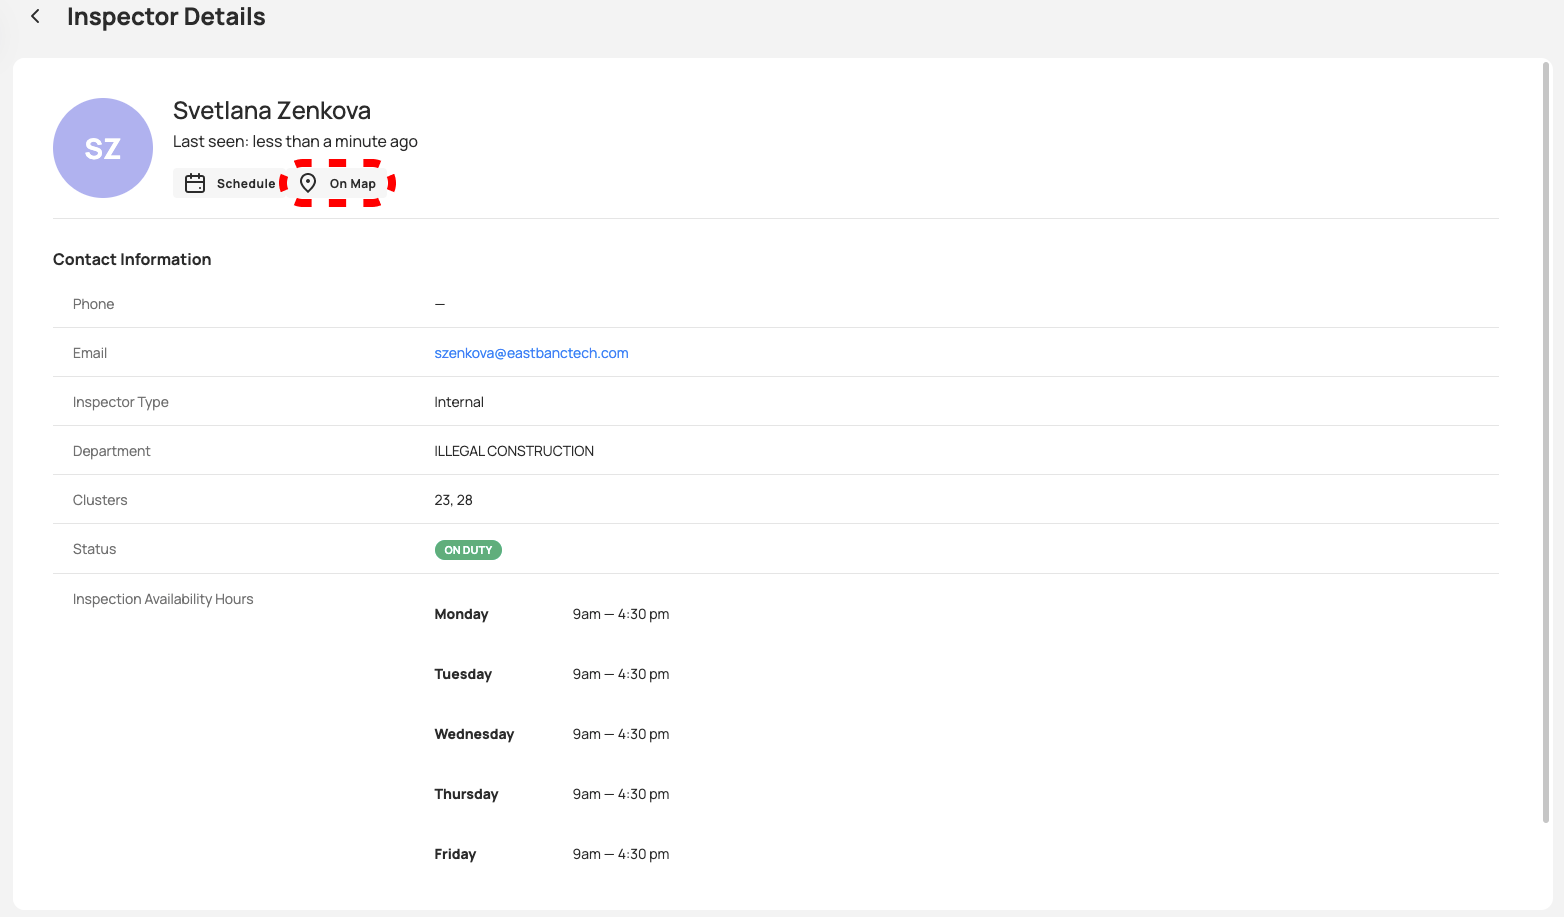 Inspector Details
SZ
Svetlana Zenkova
Last seen: less than a minute ago
Schedule On Map
Contact Information
Phone —
Email szenkova@eastbanctech.com
Inspector Type Internal
Department ILLEGAL CONSTRUCTION
Clusters 23, 28
Status ON DUTY
Inspection Availability Hours
Monday 9am — 4:30 pm
Tuesday 9am — 4:30 pm
Wednesday 9am — 4:30 pm
Thursday 9am — 4:30 pm
Friday 9am — 4:30 pm